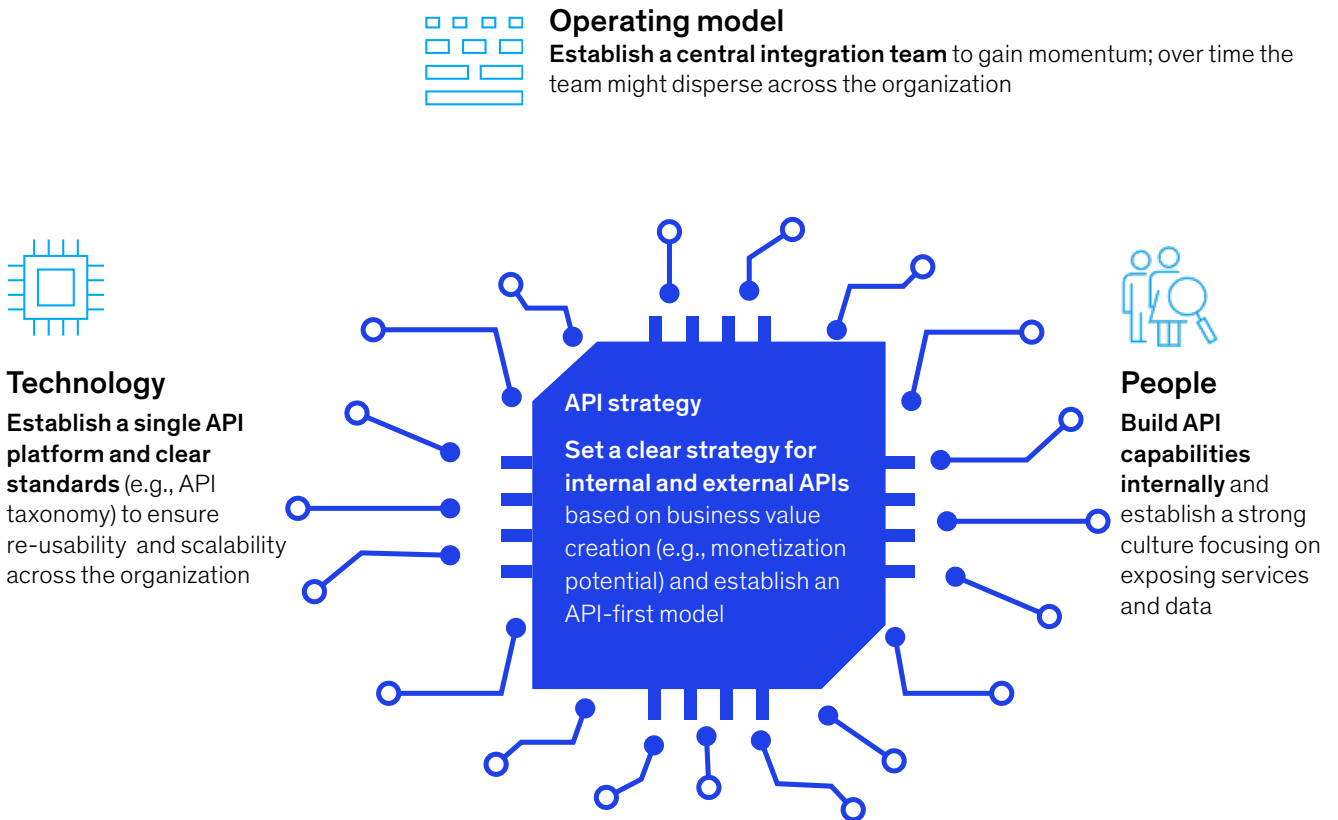 Operating model
Establish a central integration team to gain momentum; over time the
team might disperse across the organization
Technology
Establish a single API
platform and clear
standards (e.g., API
taxonomy) to ensure
re-usability and scalability
across the organization
API strategy
Set a clear strategy for
internal and external APIs
based on business value
creation (e.g., monetization
potential) and establish an
API-first model
People
Build API
capabilities
internally and
establish a strong
culture focusing on
exposing services
and data